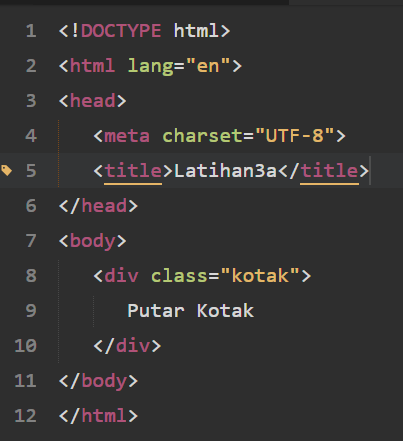 1 <!DOCTYPE html>
2 <html lang="en">
3 <head>
4 <meta charset="UTF-8">
5 <title>Latihan3a</title>
6 </head>
7 <body>
8 <div class="kotak">
9 Putar Kotak
10 </div>
11 </body>
12 </html>